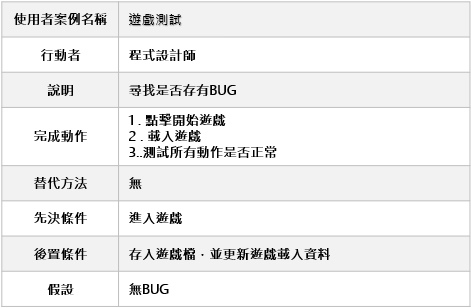 使用者案例名稱 遊戲測試
行動者 程式設計師
說明 尋找是否存有BUG
完成動作 1 . 點擊開始遊戲
2 . 載入遊戲
3..測試所有動作是否正常
替代方法 無
先決條件 進入遊戲
後置條件 存入遊戲檔，並更新遊戲載入資料
假設 無BUG